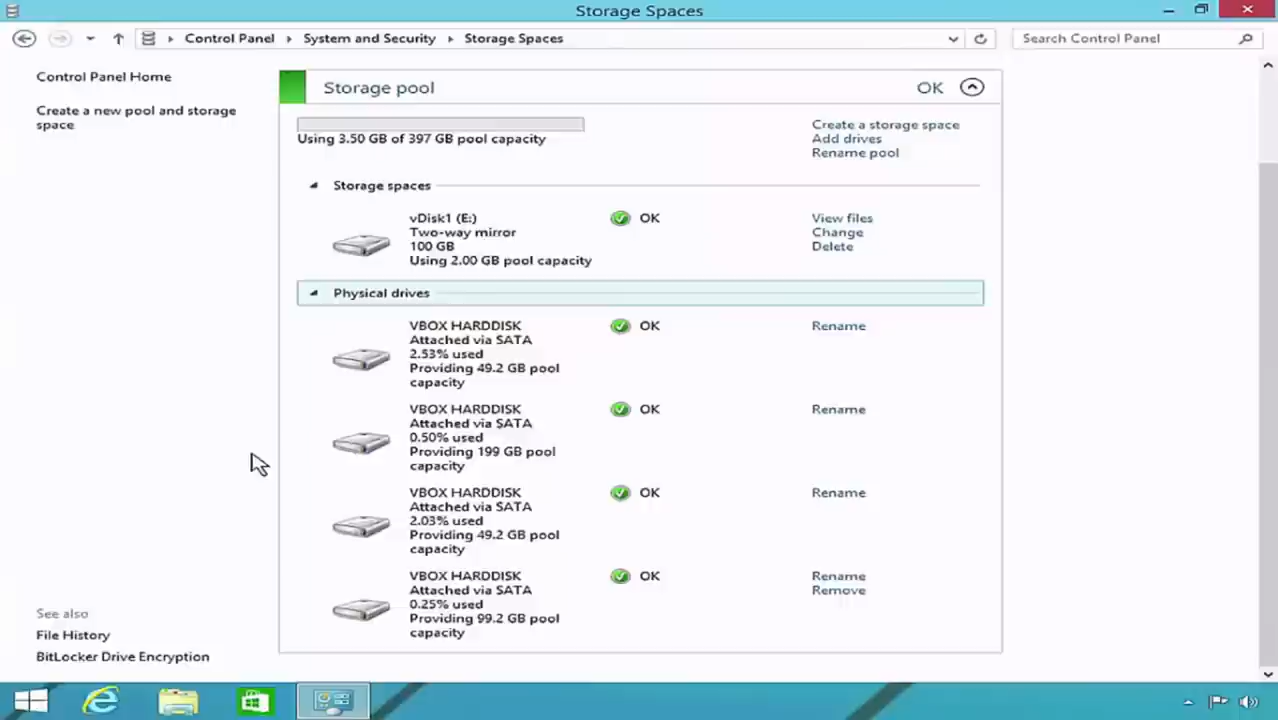 Storage Spaces
Control Panel
System and Security
Storage Spaces
Search Control Panel
Control Panel Home
Create a new pool and storage
space
Storage pool
OK
Using 3.50 GB of 397 GB pool capacity
Create a storage space
Add drives
Rename pool
Storage spaces
vDisk1 (E:)
Two-way mirror
100 GB
Using 2.00 GB pool capacity
OK
View files
Change
Delete
Physical drives
VBOX HARDDISK
Attached via SATA
2.53% used
Providing 49.2 GB pool
capacity
OK
Rename
VBOX HARDDISK
Attached via SATA
0.50% used
Providing 199 GB pool
capacity
OK
Rename
VBOX HARDDISK
Attached via SATA
2.03% used
Providing 49.2 GB pool
capacity
OK
Rename
VBOX HARDDISK
Attached via SATA
0.25% used
Providing 99.2 GB pool
capacity
OK
Rename
Remove
See also
File History
BitLocker Drive Encryption